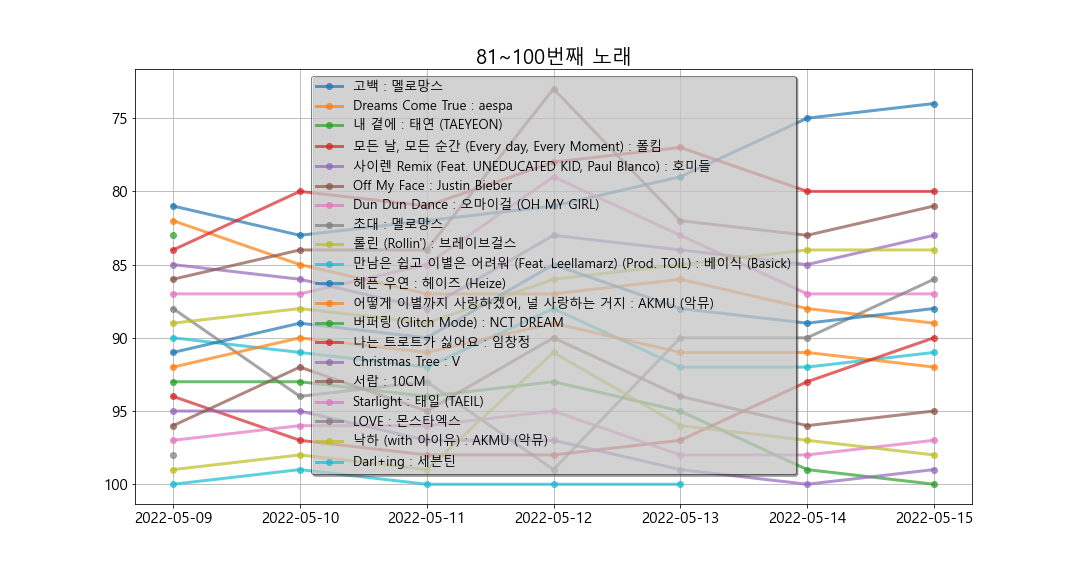 81~100번째 노래
고백 : 멜로망스
Dreams Come True : aespa
내 곁에 : 태연 (TAEYEON)
모든 날, 모든 순간 (Every day, Every Moment) : 폴킴
사이렌 Remix (Feat. UNEDUCATED KID, Paul Blanco) : 호미들
Off My Face : Justin Bieber
Dun Dun Dance : 오마이걸 (OH MY GIRL)
초대 : 멜로망스
롤린 (Rollin') : 브레이브걸스
만남은 쉽고 이별은 어려워 (Feat. Leellamarz) (Prod. TOIL) : 베이식 (Basick)
헤픈 우연 : 헤이즈 (Heize)
어떻게 이별까지 사랑하겠어, 널 사랑하는 거지 : AKMU (악뮤)
버퍼링 (Glitch Mode) : NCT DREAM
나는 트로트가 싫어요 : 임창정
Christmas Tree : V
서랍 : 10CM
Starlight : 태일 (TAEIL)
LOVE : 몬스타엑스
낙하 (with 아이유) : AKMU (악뮤)
Darl+ing : 세븐틴
75
80
85
90
95
100
2022-05-09 2022-05-10 2022-05-11 2022-05-12 2022-05-13 2022-05-14 2022-05-15